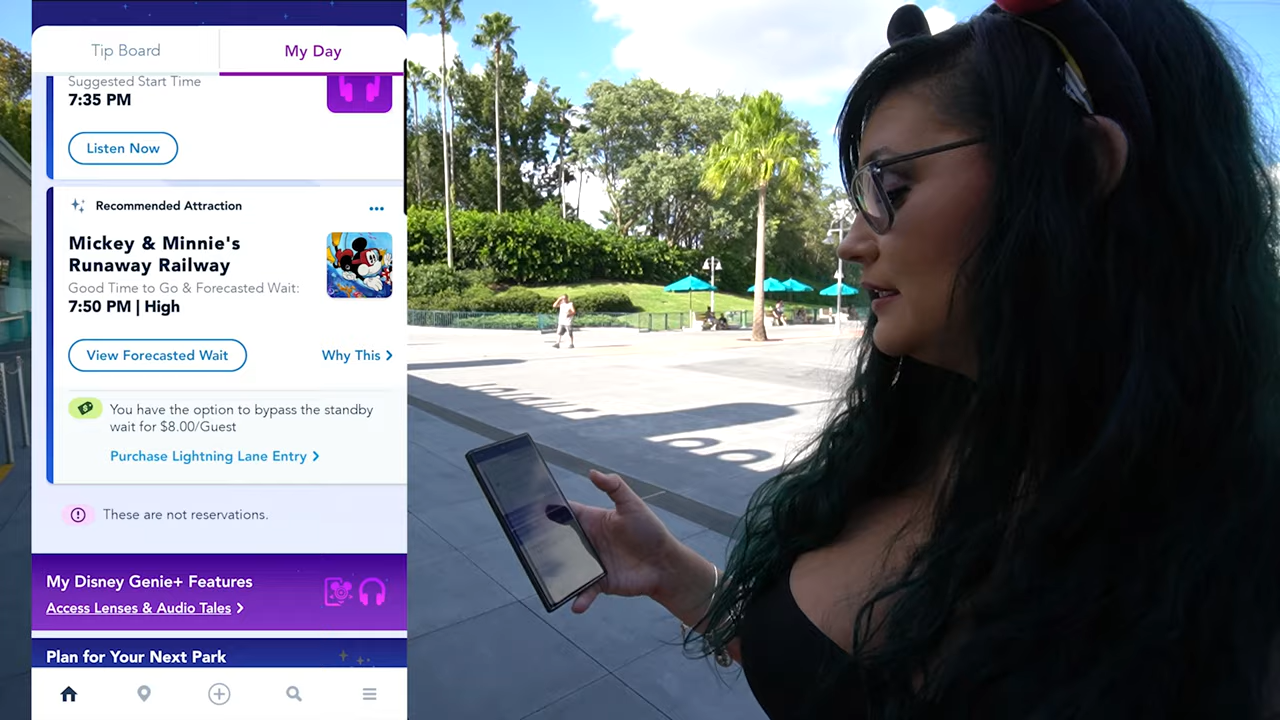 Tip Board
My Day
Suggested Start Time
7:35 PM
Listen Now
Recommended Attraction
Mickey & Minnie's
Runaway Railway
Good Time to Go & Forecasted Wait:
7:50 PM | High
View Forecasted Wait
Why This >
You have the option to bypass the standby
wait for $8.00/Guest
Purchase Lightning Lane Entry >
These are not reservations.
My Disney Genie+ Features
Access Lenses & Audio Tales >
Plan for Your Next Park